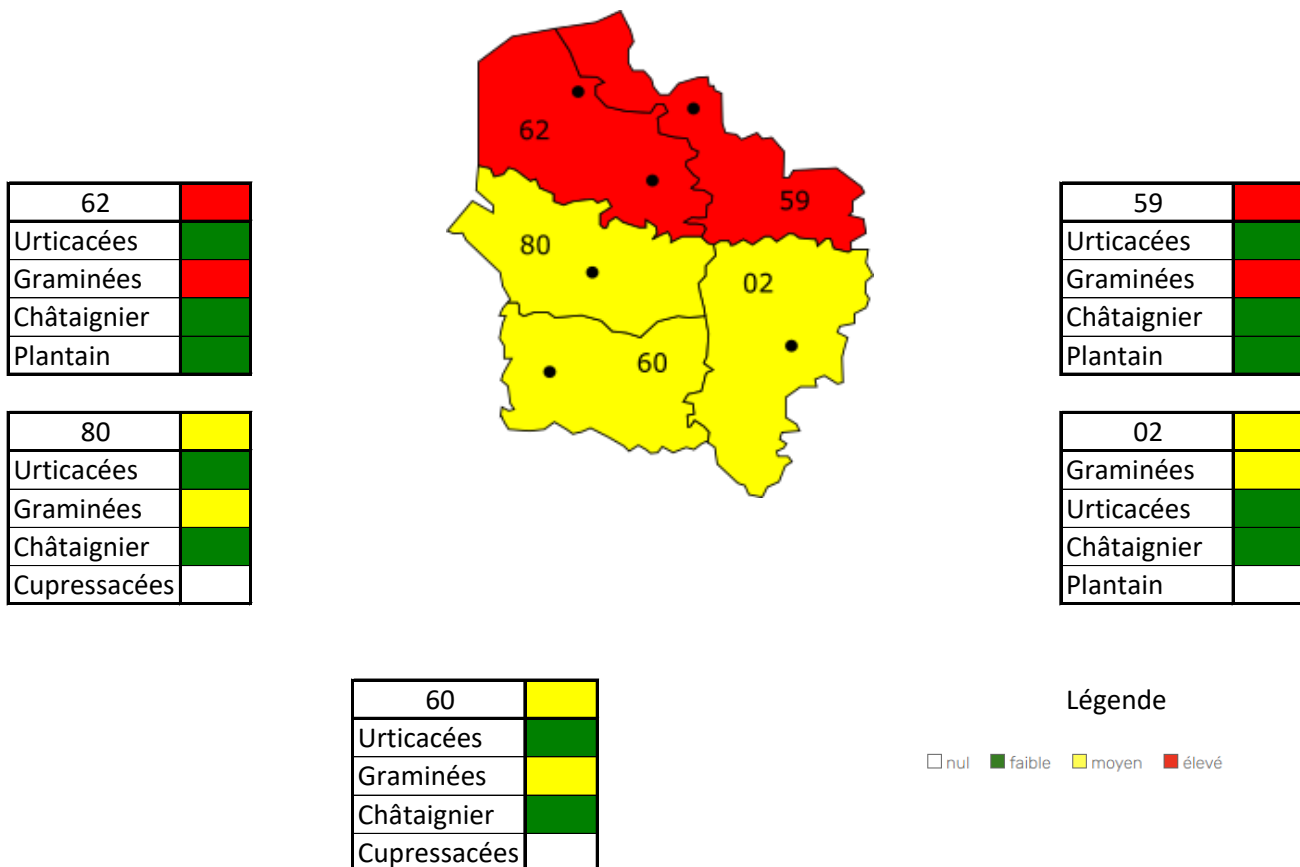 62
59
80
02
60
62
Urticacées
Graminées
Châtaignier
Plantain
59
Urticacées
Graminées
Châtaignier
Plantain
80
Urticacées
Graminées
Châtaignier
Cupressacées
02
Graminées
Urticacées
Châtaignier
Plantain
60
Urticacées
Graminées
Châtaignier
Cupressacées
Légende
nul faible moyen élevé